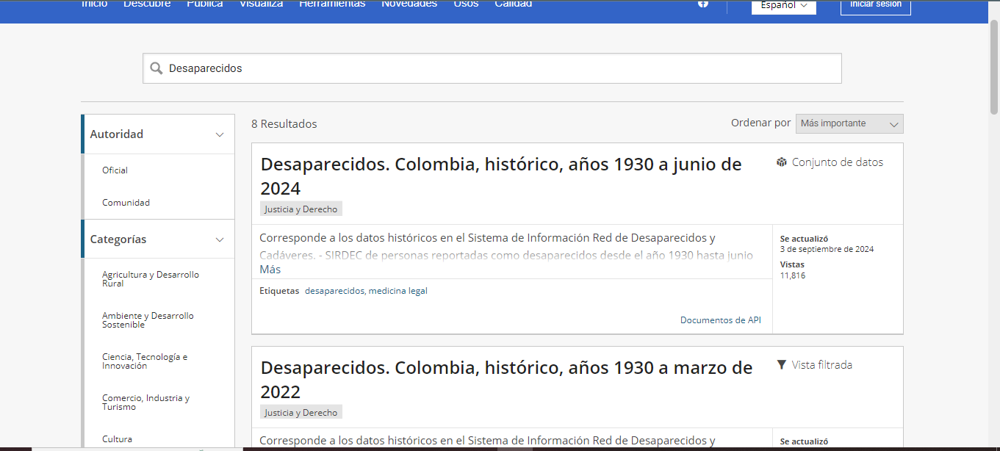 Inicio Descubre Publica Visualiza Herramientas Novedades Usos Calidad Español Iniciar sesión
Desaparecidos
Autoridad
Oficial
Comunidad
Categorías
Agricultura y Desarrollo
Rural
Ambiente y Desarrollo
Sostenible
Ciencia, Tecnología e
Innovación
Comercio, Industria y
Turismo
Cultura
8 Resultados
Ordenar por Más importante
Desaparecidos. Colombia, histórico, años 1930 a junio de
2024
Justicia y Derecho
Conjunto de datos
Corresponde a los datos históricos en el Sistema de Información Red de Desaparecidos y
Cadáveres. - SIRDEC de personas reportadas como desaparecidos desde el año 1930 hasta junio
Más
Etiquetas desaparecidos, medicina legal
Documentos de API
Se actualizó
3 de septiembre de 2024
Vistas
11,816
Desaparecidos. Colombia, histórico, años 1930 a marzo de
2022
Justicia y Derecho
Vista filtrada
Corresponde a los datos históricos en el Sistema de Información Red de Desaparecidos y
Se actualizó